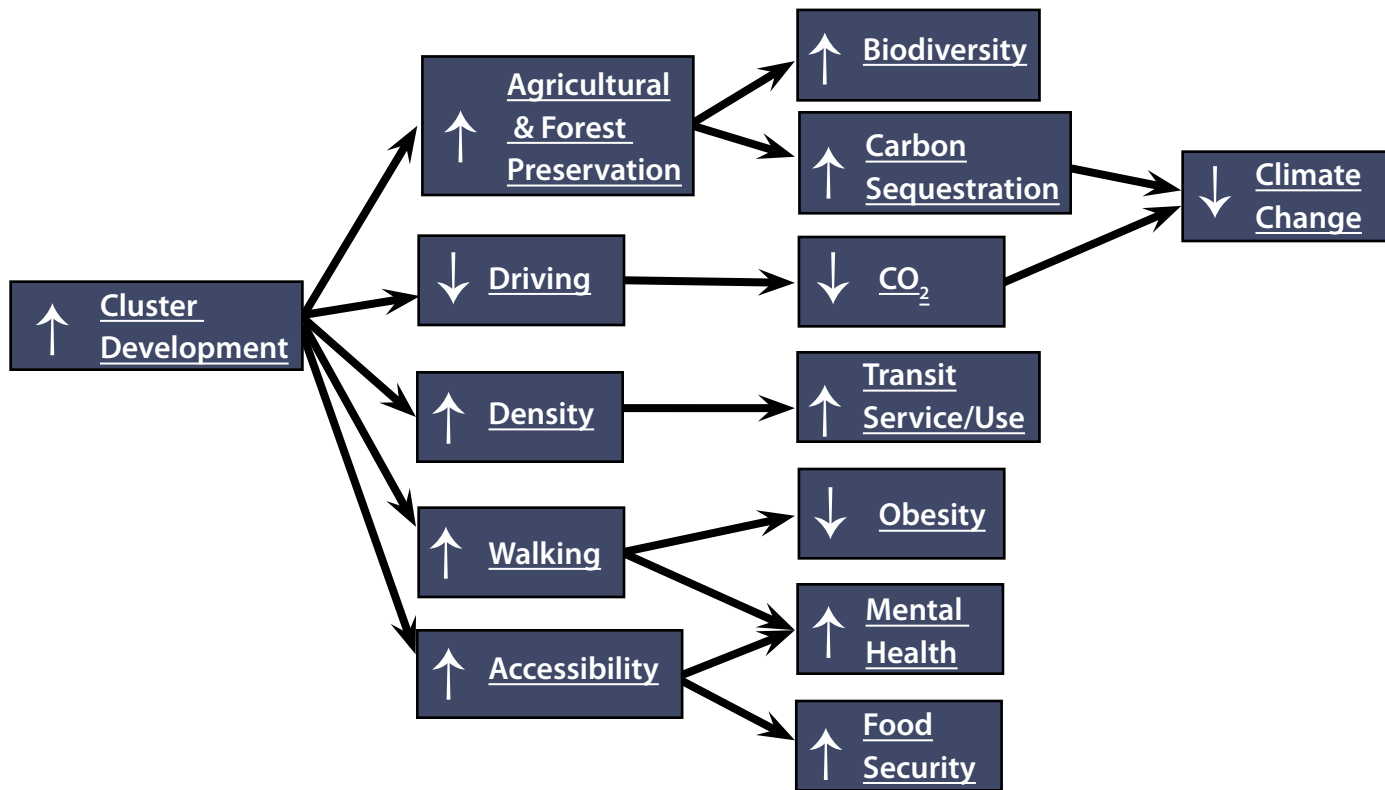 Cluster
Development
Agricultural
& Forest
Preservation
Driving
Density
Walking
Accessibility
Biodiversity
Carbon
Sequestration
CO₂
Transit
Service/Use
Obesity
Mental
Health
Food
Security
Climate
Change